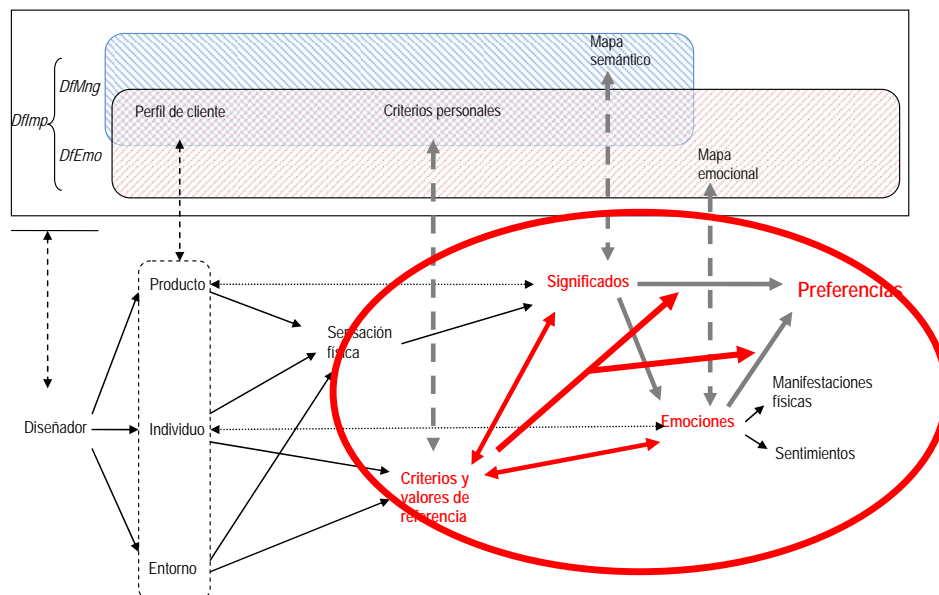 Mapa
semántico
DfMng
DfImp
Perfil de cliente
Criterios personales
DfEmo
Mapa
emocional
Producto
Significados
Preferencias
Sensación
física
Manifestaciones
físicas
Diseñador
Individuo
Emociones
Sentimientos
Criterios y
valores de
referencia
Entorno